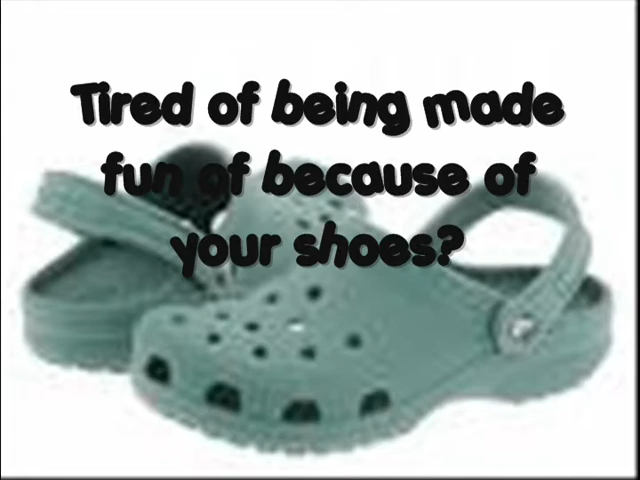 Tired of being made
fun of because of
your shoes?